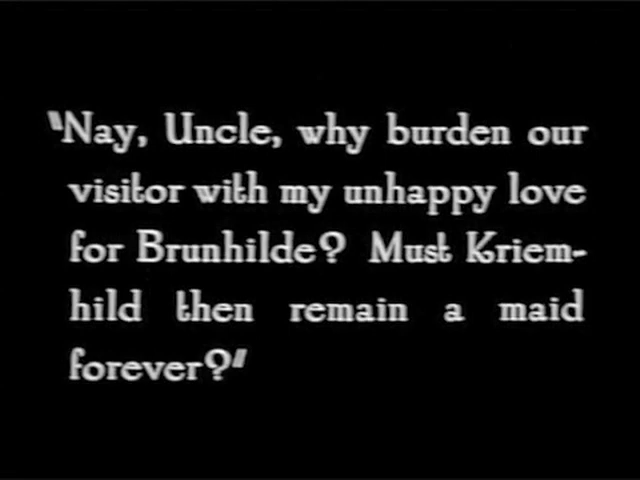 "Nay, Uncle, why burden our
visitor with my unhappy love
for Brunhilde? Must Kriem-
hild then remain a maid
forever?"